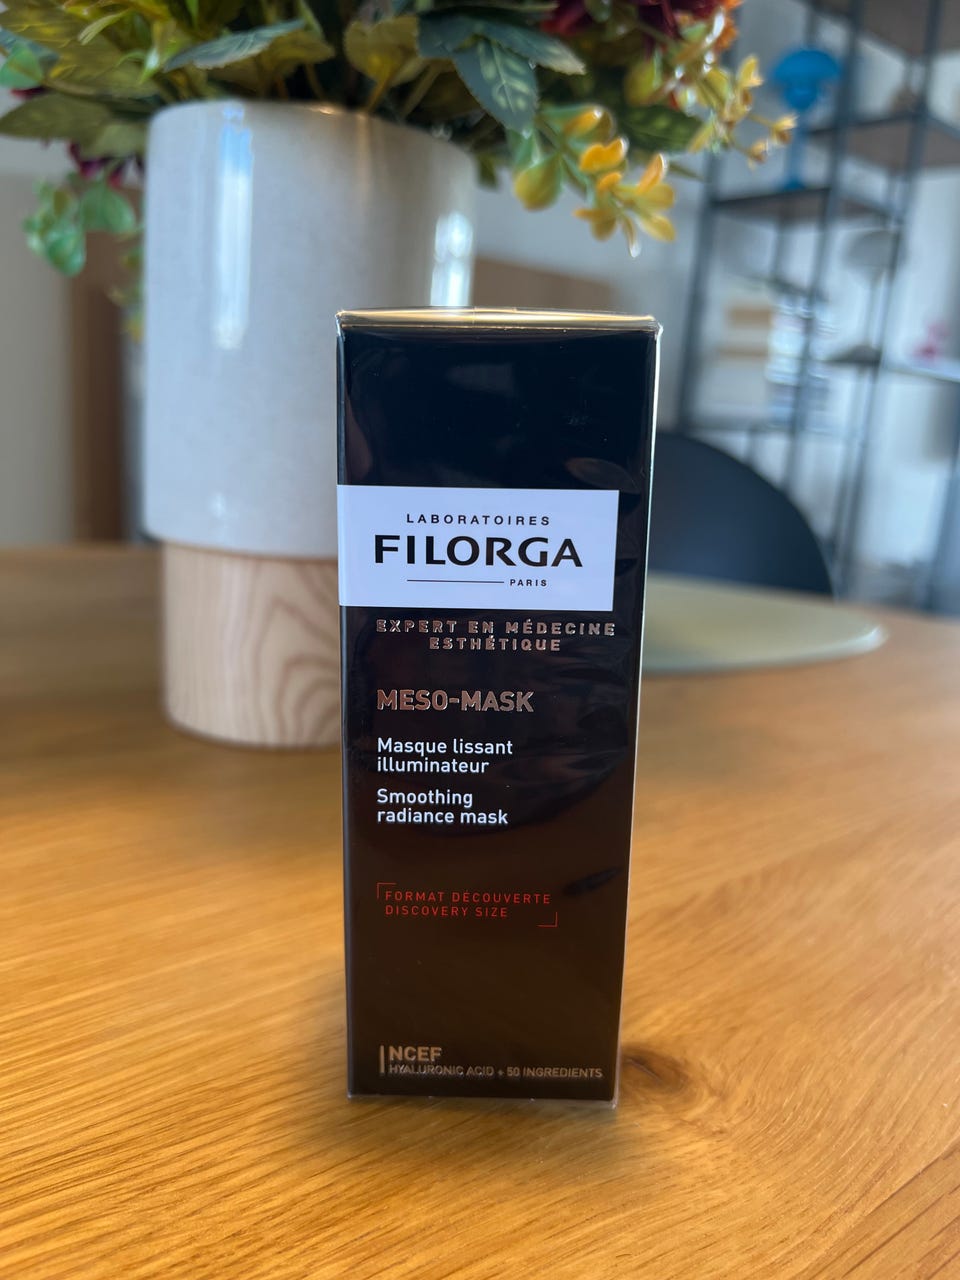 LABORATOIRES
FILORGA
PARIS
EXPERT EN MÉDECINE
ESTHÉTIQUE
MESO-MASK
Masque lissant
illuminateur
Smoothing
radiance mask
FORMAT DÉCOUVERTE
DISCOVERY SIZE
NCEF
HYALURONIC ACID + 50 INGREDIENTS